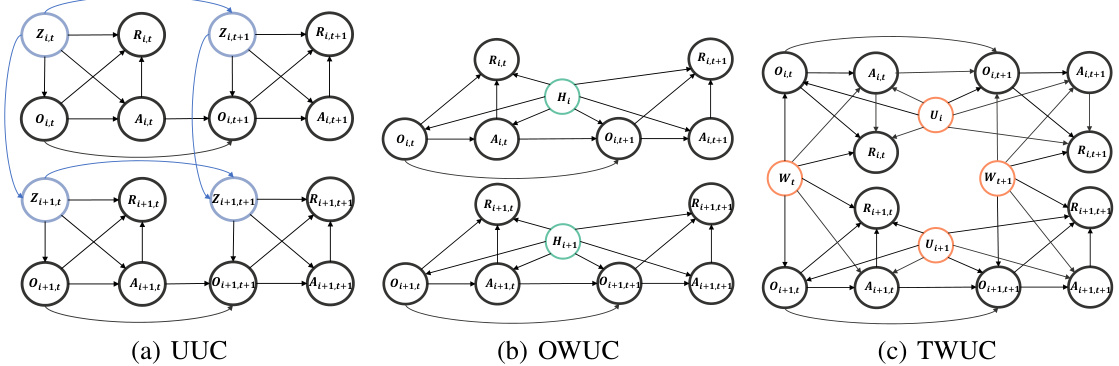 Z_{i,t} R_{i,t} Z_{i,t+1} R_{i,t+1}
O_{i,t} A_{i,t} O_{i,t+1} A_{i,t+1}
Z_{i+1,t} R_{i+1,t} Z_{i+1,t+1} R_{i+1,t+1}
O_{i+1,t} A_{i+1,t} O_{i+1,t+1} A_{i+1,t+1}
(a) UUC
R_{i,t} R_{i,t+1}
H_i
O_{i,t} A_{i,t} O_{i,t+1} A_{i,t+1}
R_{i+1,t} R_{i+1,t+1}
H_{i+1}
O_{i+1,t} A_{i+1,t} O_{i+1,t+1} A_{i+1,t+1}
(b) OWUC
O_{i,t} A_{i,t} O_{i,t+1} A_{i,t+1}
U_i
R_{i,t} R_{i,t+1}
W_t W_{t+1}
R_{i+1,t} R_{i+1,t+1}
U_{i+1}
O_{i+1,t} A_{i+1,t} O_{i+1,t+1} A_{i+1,t+1}
(c) TWUC